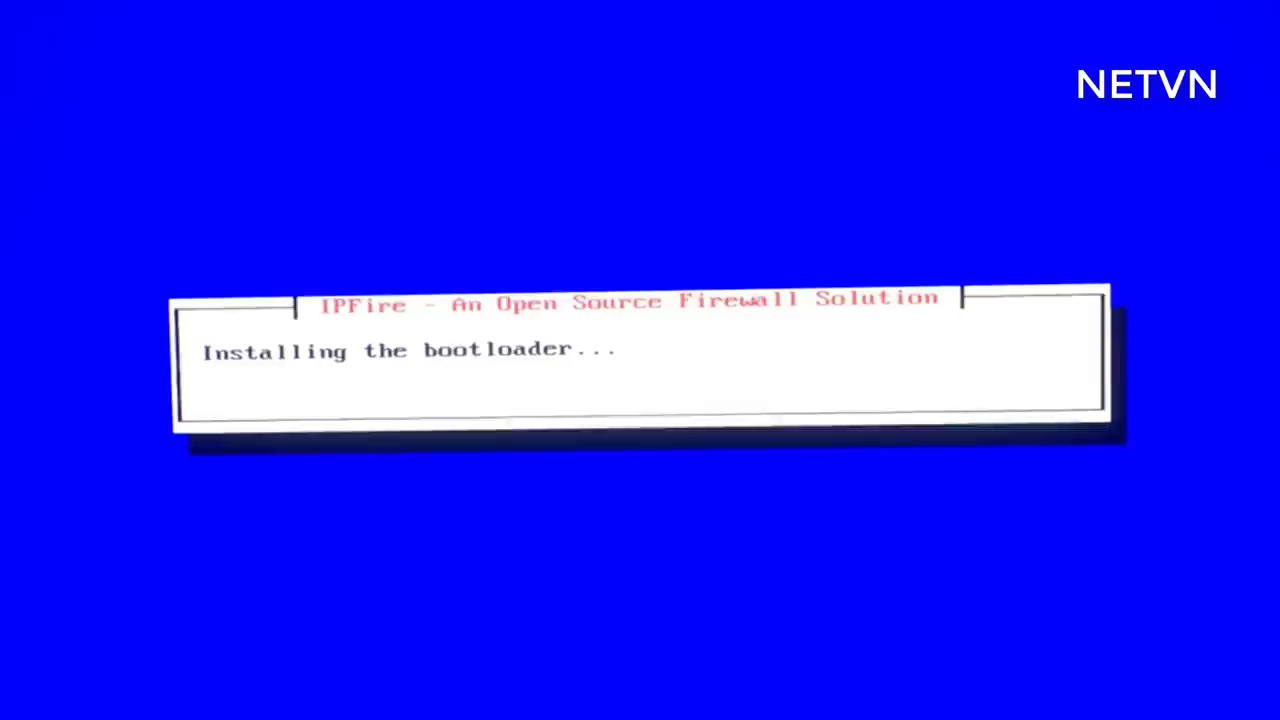 NETVN
IPFire - An Open Source Firewall Solution
Installing the bootloader...